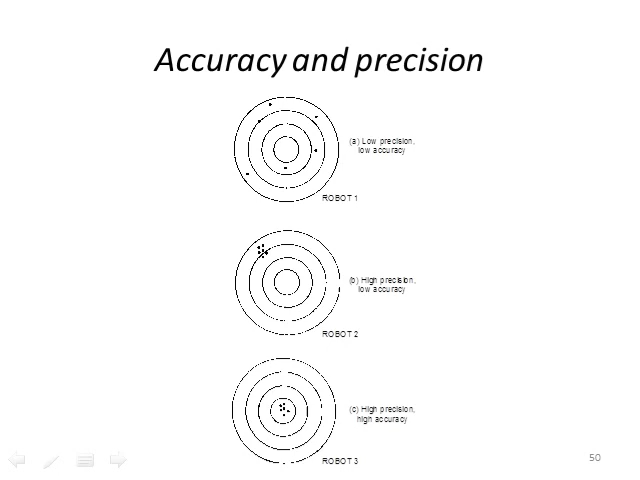 Accuracy and precision
(a) Low precision,
low accuracy
ROBOT 1
(b) High precision,
low accuracy
ROBOT 2
(c) High precision,
high accuracy
ROBOT 3
50